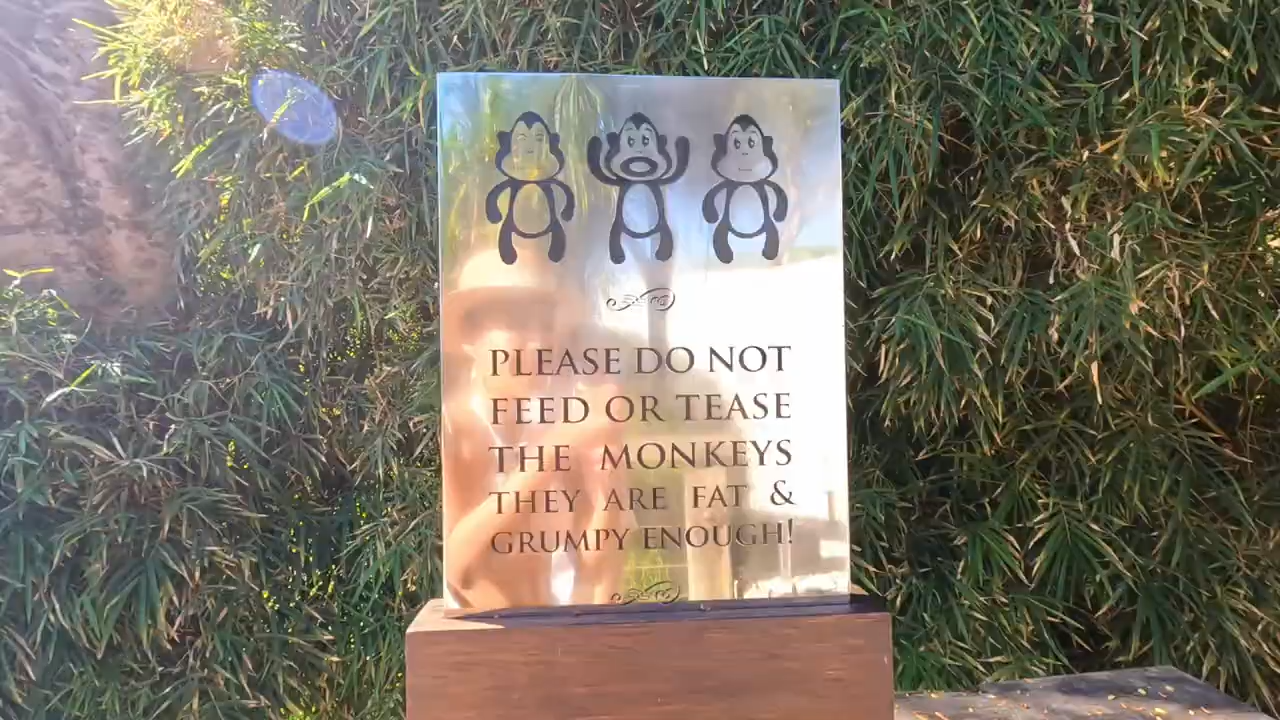 PLEASE DO NOT
FEED OR TEASE
THE MONKEYS
THEY ARE FAT &
GRUMPY ENOUGH!